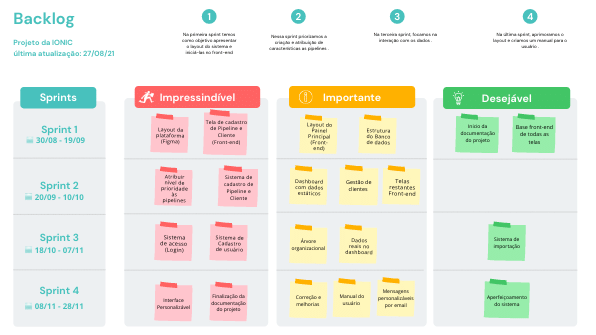 Backlog
Projeto da IONIC
última atualização: 27/08/21
1
Na primeira sprint temos
como objetivo apresentar
o layout do sistema e
iniciá-las no front-end
2
Nessa sprint priorizamos a
criação e atribuição de
características as pipelines.
3
Na terceira sprint, focamos na
interação com os dados.
4
Na última sprint, aprimoramos o
layout e criamos um manual para o
usuário.
Sprints
Impressindível
Importante
Desejável
Sprint 1
30/08 - 19/09
Layout da
plataforma
(Figma)
Tela de cadastro
da Pipeline e
Cliente
(Front-end)
Layout do
Painel
Principal
(Front-
end)
Estrutura
do Banco
de dados
Inicio da
documentação
do projeto
Base front-end
de todas as
telas
Sprint 2
20/09 - 10/10
Atribuir
nível de
prioridade
às
pipelines
Sistema de
cadastro de
Pipeline e
Cliente
Dashboard
com dados
estáticos
Gestão de
clientes
Telas
restantes
Front-end
Sprint 3
18/10 - 07/11
Sistema
de acesso
(Login)
Sistema de
Cadastro
de usuário
Árvore
organizacional
Dados
reais no
dashboard
Sistema de
importação
Sprint 4
08/11 - 28/11
Interface
Personalizável
Finalização da
documentação
do projeto
Correção e
melhorias
Manual do
usuário
Mensagens
personalizáveis
por email
Aperfeiçoamento
do sistema